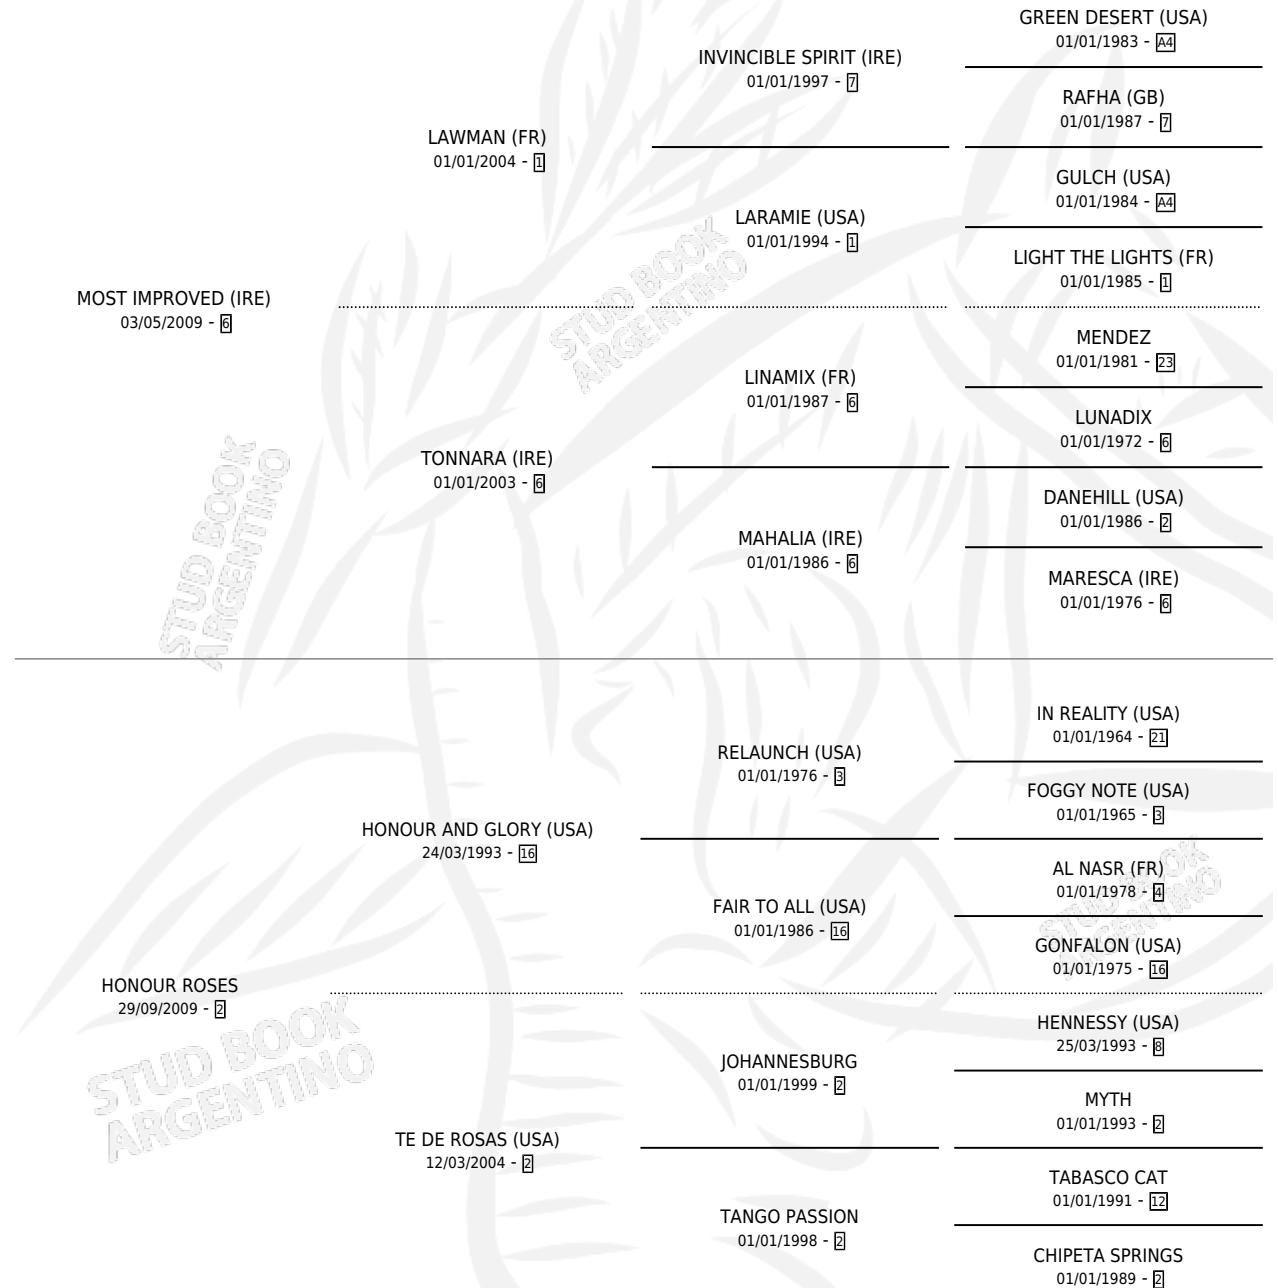 GREEN DESERT (USA)
01/01/1983 - A4
INVINCIBLE SPIRIT (IRE)
01/01/1997 - 7
RAFHA (GB)
01/01/1987 - 7
LAWMAN (FR)
01/01/2004 - 1
GULCH (USA)
01/01/1984 - A4
LARAMIE (USA)
01/01/1994 - 1
LIGHT THE LIGHTS (FR)
01/01/1985 - 1
MOST IMPROVED (IRE)
03/05/2009 - 6
STUD BOOK
ARGENTINO
MENDEZ
01/01/1981 - 23
LINAMIX (FR)
01/01/1987 - 6
LUNADIX
01/01/1972 - 6
TONNARA (IRE)
01/01/2003 - 6
DANEHILL (USA)
01/01/1986 - 2
MAHALIA (IRE)
01/01/1986 - 6
MARESCA (IRE)
01/01/1976 - 6
STUD BOOK
ARGENTINO
IN REALITY (USA)
01/01/1964 - 21
RELAUNCH (USA)
01/01/1976 - 3
FOGGY NOTE (USA)
01/01/1965 - 3
HONOUR AND GLORY (USA)
24/03/1993 - 16
AL NASR (FR)
01/01/1978 - 4
FAIR TO ALL (USA)
01/01/1986 - 16
GONFALON (USA)
01/01/1975 - 16
STUD BOOK
ARGENTINO
HONOUR ROSES
29/09/2009 - 2
HENNESSY (USA)
25/03/1993 - 8
JOHANNESBURG
01/01/1999 - 2
MYTH
01/01/1993 - 2
STUD BOOK
ARGENTINO
TE DE ROSAS (USA)
12/03/2004 - 2
TABASCO CAT
01/01/1991 - 12
TANGO PASSION
01/01/1998 - 2
CHIPETA SPRINGS
01/01/1989 - 2